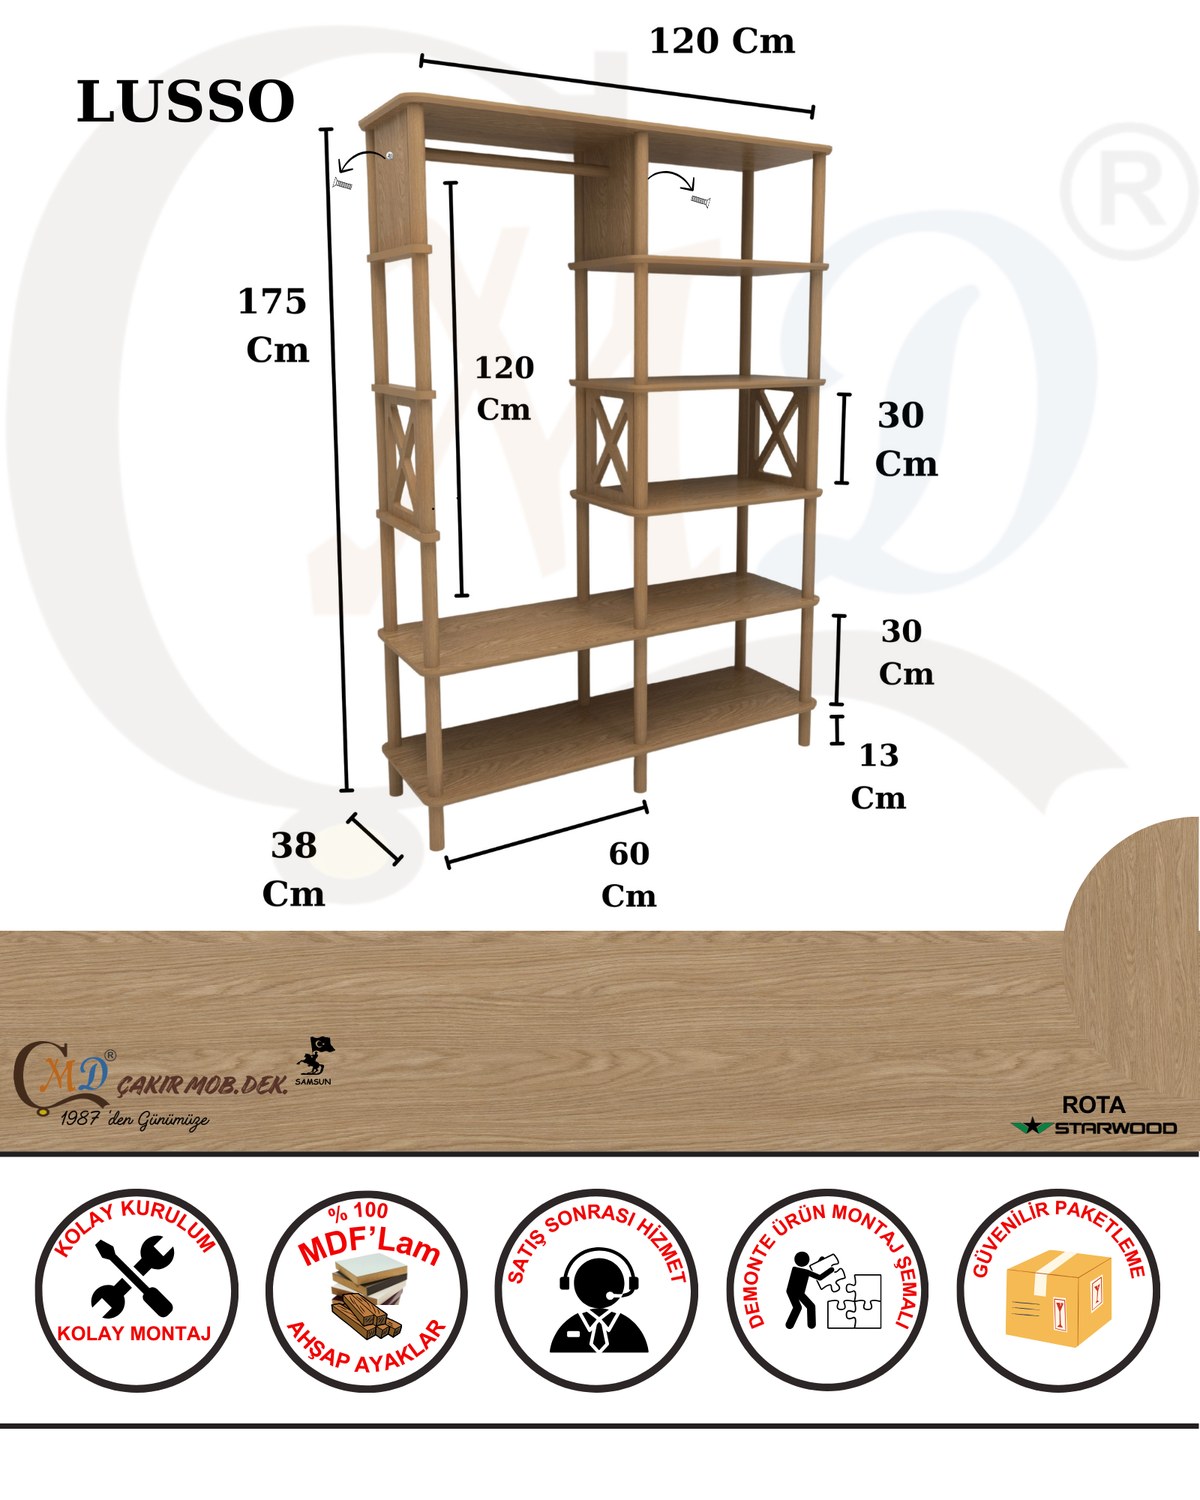 120 Cm
LUSSO
175
Cm
120
Cm
30
Cm
30
Cm
13
Cm
38
Cm
60
Cm
CMD®
MD® ÇAKIR MOB.DEK.
SAMSUN
1987 'den Günümüze
ROTA
STARWOOD
KOLAY KURULUM
KOLAY MONTAJ
% 100
MDF'Lam
AHŞAP AYAKLAR
SATIŞ SONRASI HİZMET
DEMONTE ÜRÜN MONTAJ ŞEMALI
GÜVENİLİR PAKETLEME